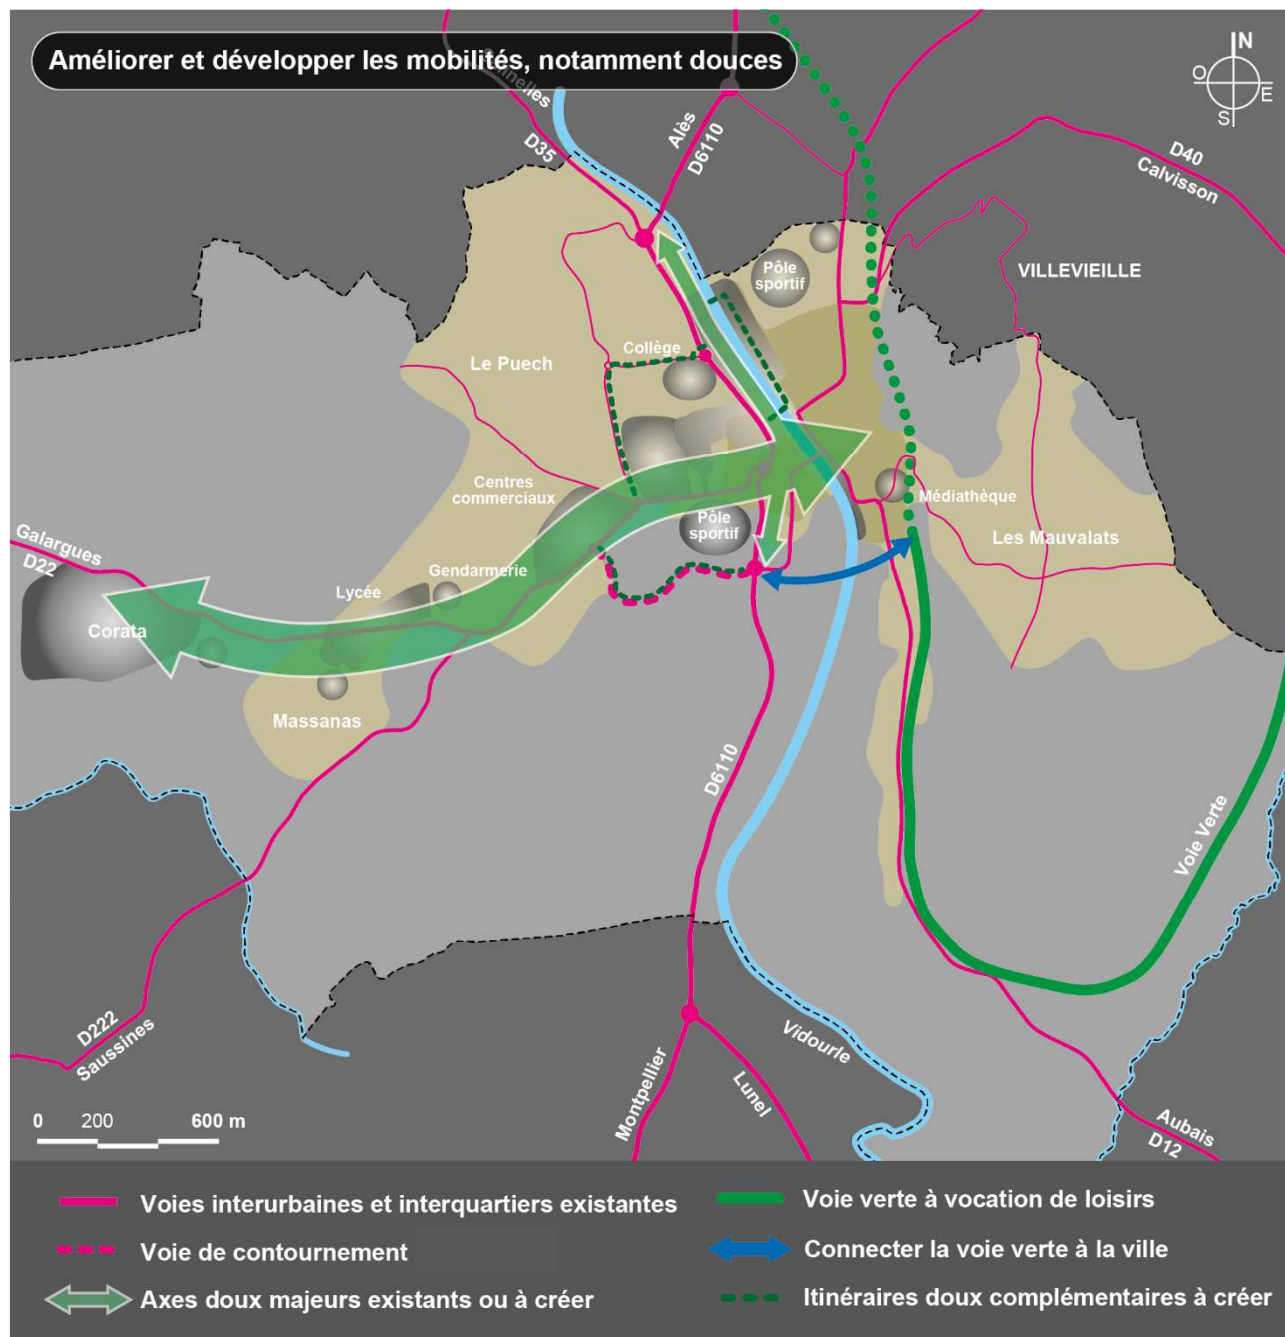 Améliorer et développer les mobilités, notamment douces
N
O
E
S
D35
Alès
D6110
D40
Calvisson
Pôle
sportif
VILLEVIEILLE
Le Puech
Collège
Centres
commerciaux
Médiathèque
Pôle
sportif
Les Mauvalats
Galargues
D22
Gendarmerie
Lycée
Corata
Massanas
D6110
Voie Verte
D222
Saussines
Vidourle
Montpellier
Lunel
Aubais
D12
0 200 600 m
Voies interurbaines et interquartiers existantes
Voie de contournement
Axes doux majeurs existants ou à créer
Voie verte à vocation de loisirs
Connecter la voie verte à la ville
Itinéraires doux complémentaires à créer